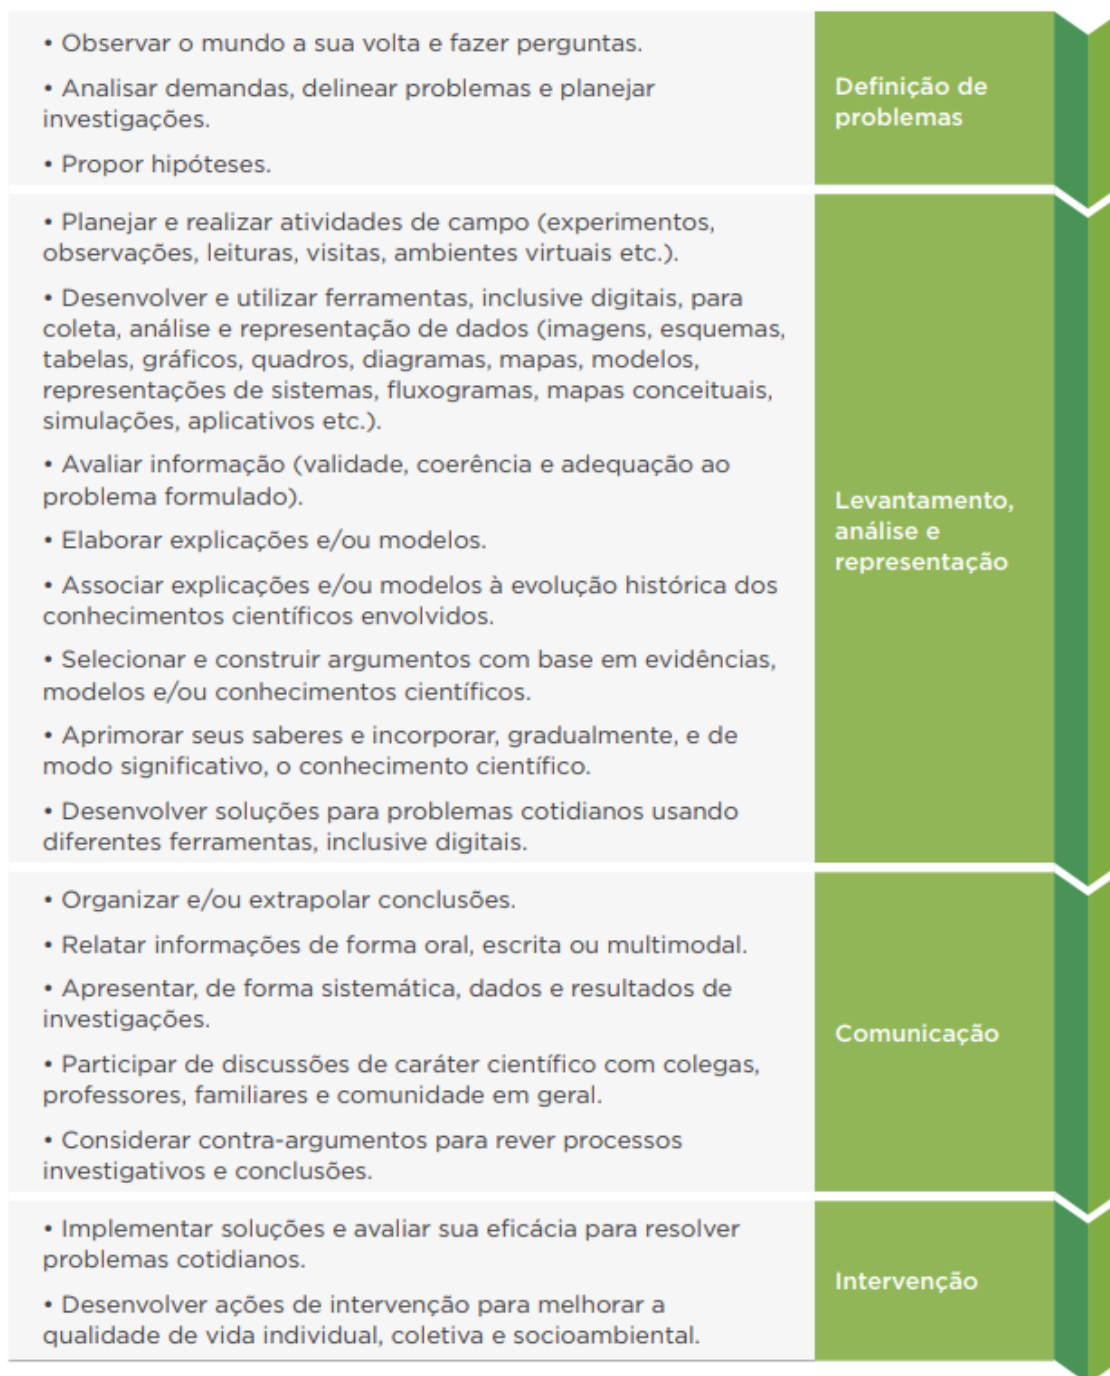 • Observar o mundo a sua volta e fazer perguntas.
• Analisar demandas, delinear problemas e planejar
investigações.
• Propor hipóteses.
Definição de
problemas
• Planejar e realizar atividades de campo (experimentos,
observações, leituras, visitas, ambientes virtuais etc.).
• Desenvolver e utilizar ferramentas, inclusive digitais, para
coleta, análise e representação de dados (imagens, esquemas,
tabelas, gráficos, quadros, diagramas, mapas, modelos,
representações de sistemas, fluxogramas, mapas conceituais,
simulações, aplicativos etc.).
• Avaliar informação (validade, coerência e adequação ao
problema formulado).
• Elaborar explicações e/ou modelos.
• Associar explicações e/ou modelos à evolução histórica dos
conhecimentos científicos envolvidos.
• Selecionar e construir argumentos com base em evidências,
modelos e/ou conhecimentos científicos.
• Aprimorar seus saberes e incorporar, gradualmente, e de
modo significativo, o conhecimento científico.
• Desenvolver soluções para problemas cotidianos usando
diferentes ferramentas, inclusive digitais.
Levantamento,
análise e
representação
• Organizar e/ou extrapolar conclusões.
• Relatar informações de forma oral, escrita ou multimodal.
• Apresentar, de forma sistemática, dados e resultados de
investigações.
• Participar de discussões de caráter científico com colegas,
professores, familiares e comunidade em geral.
• Considerar contra-argumentos para rever processos
investigativos e conclusões.
Comunicação
• Implementar soluções e avaliar sua eficácia para resolver
problemas cotidianos.
• Desenvolver ações de intervenção para melhorar a
qualidade de vida individual, coletiva e socioambiental.
Intervenção